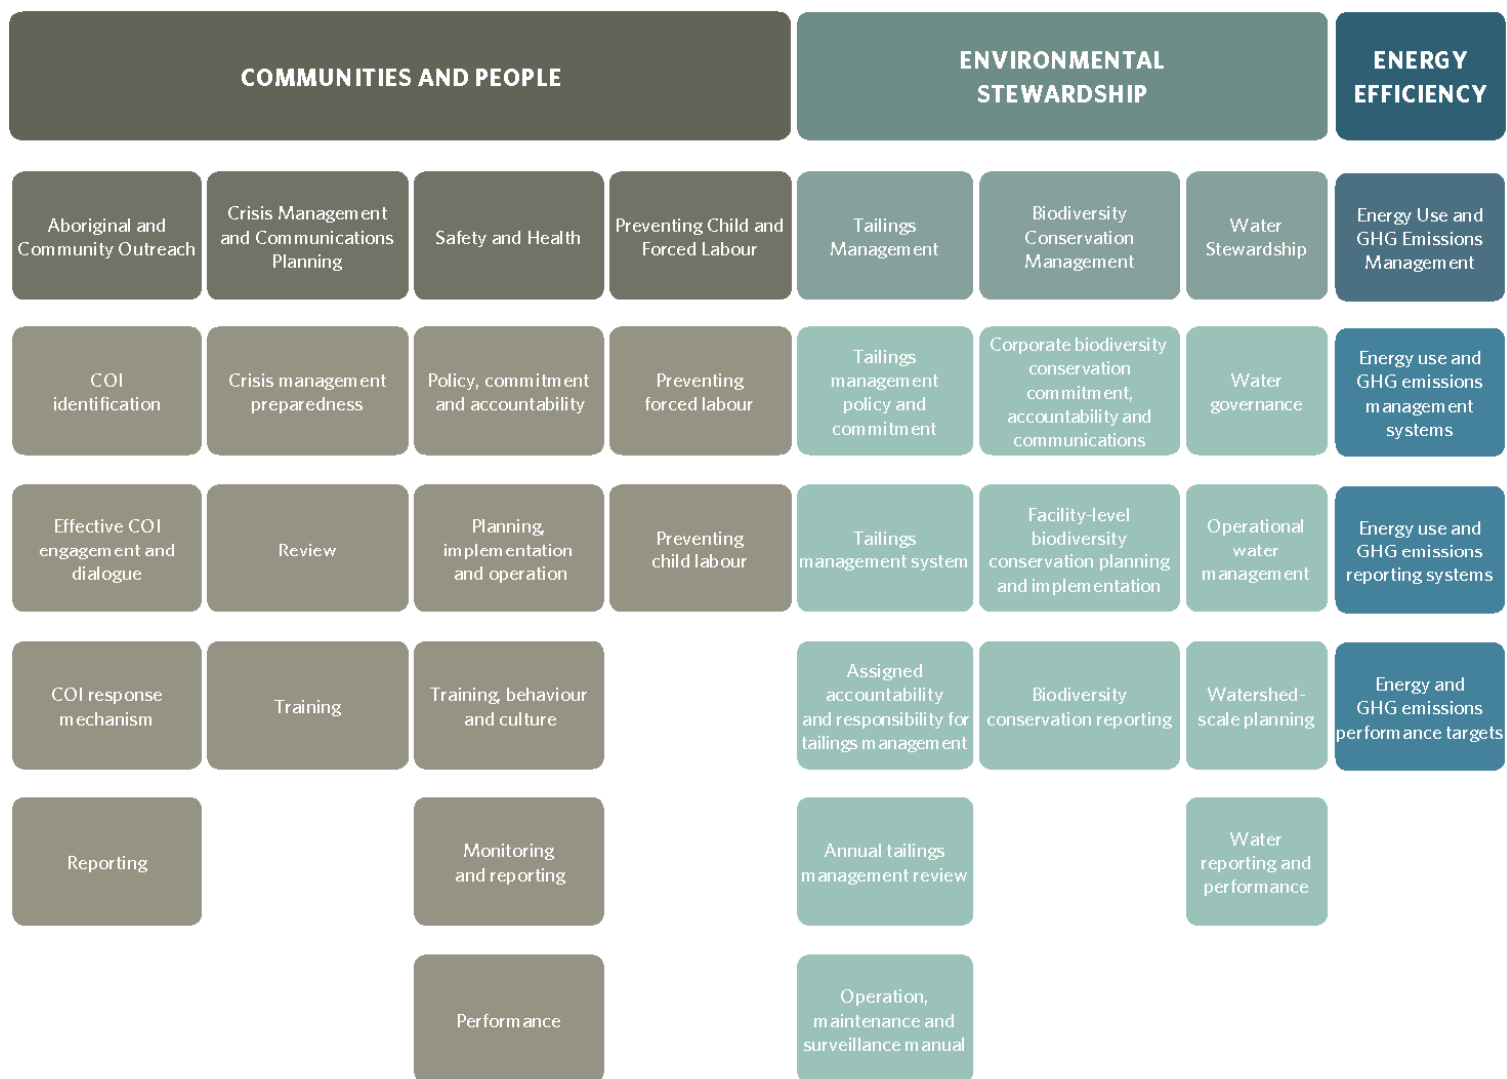 COMMUNITIES AND PEOPLE
ENVIRONMENTAL
STEWARDSHIP
ENERGY
EFFICIENCY
Aboriginal and
Community Outreach
Crisis Management
and Communications
Planning
Safety and Health
Preventing Child and
Forced Labour
Tailings
Management
Biodiversity
Conservation
Management
Water
Stewardship
Energy Use and
GHG Emissions
Management
COI
identification
Crisis management
preparedness
Policy, commitment
and accountability
Preventing
forced labour
Tailings
management
policy and
commitment
Corporate biodiversity
conservation
commitment,
accountability and
communications
Water
governance
Energy use and
GHG emissions
management
systems
Effective COI
engagement and
dialogue
Review
Planning,
implementation
and operation
Preventing
child labour
Tailings
management system
Facility-level
biodiversity
conservation planning
and implementation
Operational
water
management
Energy use and
GHG emissions
reporting systems
COI response
mechanism
Training
Training, behaviour
and culture
Assigned
accountability
and responsibility for
tailings management
Biodiversity
conservation reporting
Watershed-
scale planning
Energy and
GHG emissions
performance targets
Reporting
Monitoring
and reporting
Annual tailings
management review
Water
reporting and
performance
Performance
Operation,
maintenance and
surveillance manual